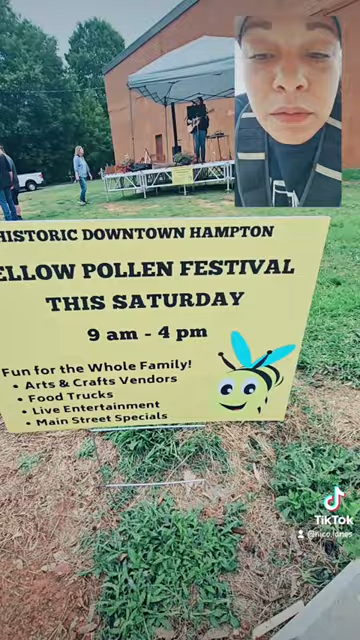 HISTORIC DOWNTOWN HAMPTON
ELLOW POLLEN FESTIVAL
THIS SATURDAY
9 am - 4 pm
Fun for the Whole Family!
• Arts & Crafts Vendors
• Food Trucks
• Live Entertainment
• Main Street Specials
TikTok